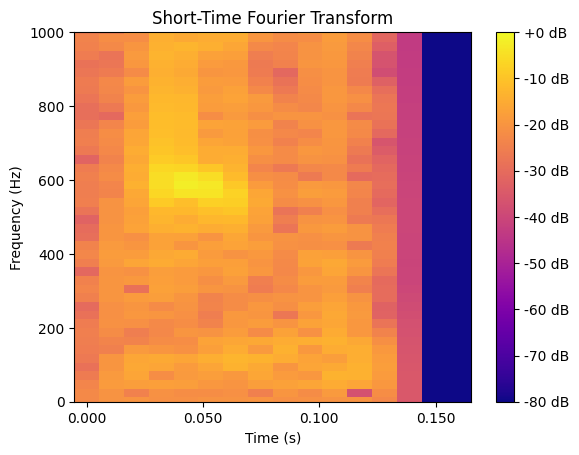 Short-Time Fourier Transform
Frequency (Hz)
1000
800
600
400
200
0
0.000
0.050
0.100
0.150
Time (s)
+0 dB
-10 dB
-20 dB
-30 dB
-40 dB
-50 dB
-60 dB
-70 dB
-80 dB